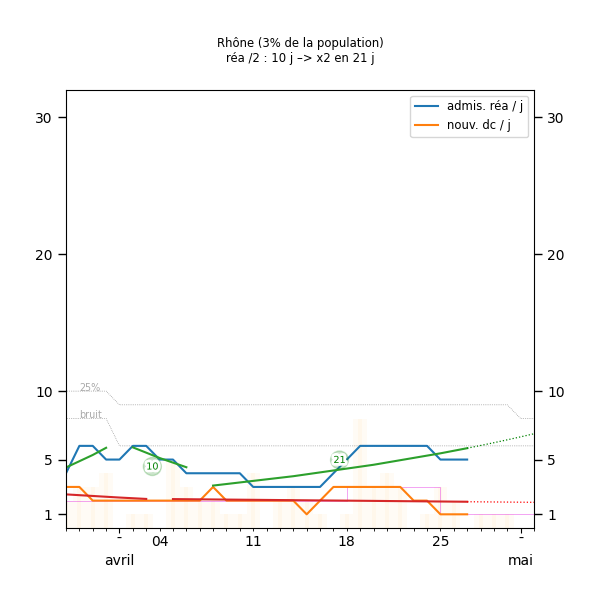 Rhône (3% de la population)
réa /2 : 10 j –> x2 en 21 j
admis. réa / j
nouv. dc / j
30 30
20 20
10 10
25%
bruit
5 5
10
21
1 1
- 04 11 18 25 -
avril mai